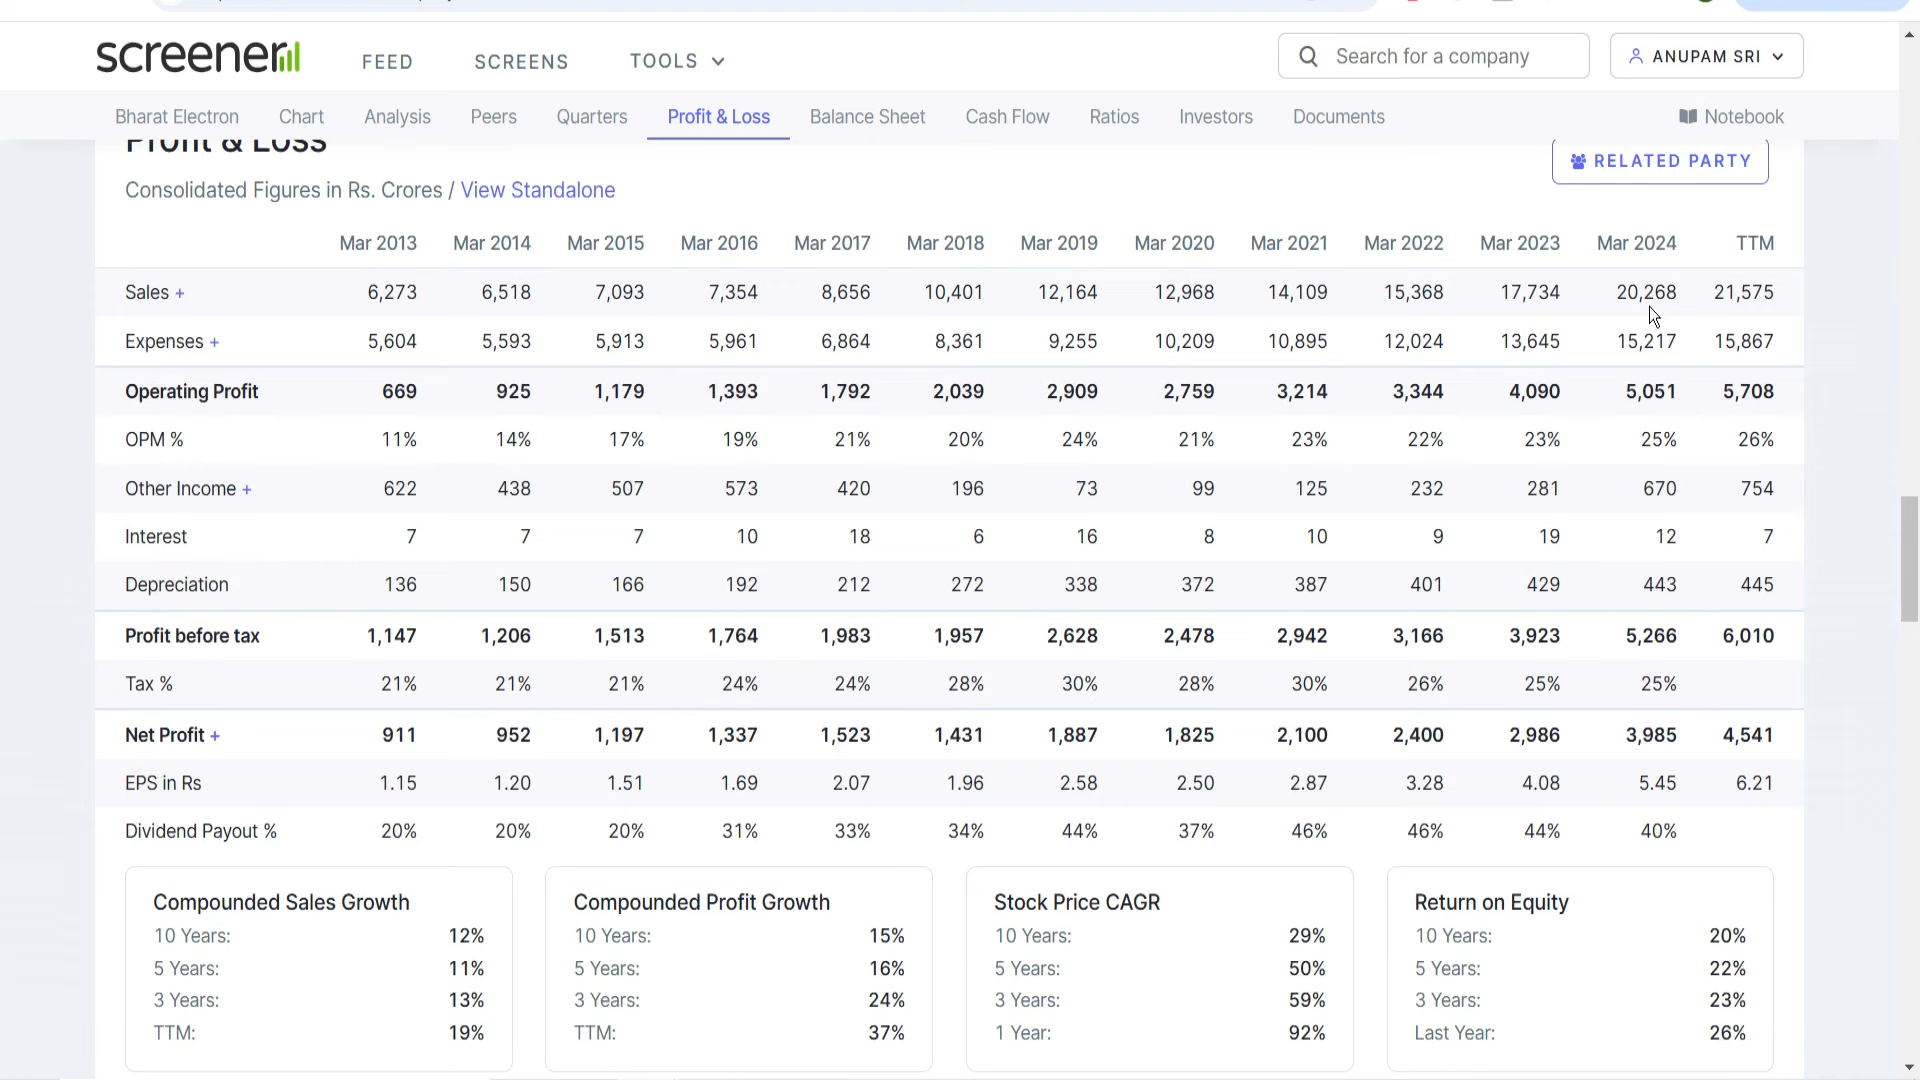 screener
FEED SCREENS TOOLS
Search for a company
ANUPAM SRI
Bharat Electron Chart Analysis Peers Quarters Profit & Loss Balance Sheet Cash Flow Ratios Investors Documents Notebook
Profit & Loss
RELATED PARTY
Consolidated Figures in Rs. Crores / View Standalone
Mar 2013 Mar 2014 Mar 2015 Mar 2016 Mar 2017 Mar 2018 Mar 2019 Mar 2020 Mar 2021 Mar 2022 Mar 2023 Mar 2024 TTM
Sales + 6,273 6,518 7,093 7,354 8,656 10,401 12,164 12,968 14,109 15,368 17,734 20,268 21,575
Expenses + 5,604 5,593 5,913 5,961 6,864 8,361 9,255 10,209 10,895 12,024 13,645 15,217 15,867
Operating Profit 669 925 1,179 1,393 1,792 2,039 2,909 2,759 3,214 3,344 4,090 5,051 5,708
OPM % 11% 14% 17% 19% 21% 20% 24% 21% 23% 22% 23% 25% 26%
Other Income + 622 438 507 573 420 196 73 99 125 232 281 670 754
Interest 7 7 7 10 18 6 16 8 10 9 19 12 7
Depreciation 136 150 166 192 212 272 338 372 387 401 429 443 445
Profit before tax 1,147 1,206 1,513 1,764 1,983 1,957 2,628 2,478 2,942 3,166 3,923 5,266 6,010
Tax % 21% 21% 21% 24% 24% 28% 30% 28% 30% 26% 25% 25%
Net Profit + 911 952 1,197 1,337 1,523 1,431 1,887 1,825 2,100 2,400 2,986 3,985 4,541
EPS in Rs 1.15 1.20 1.51 1.69 2.07 1.96 2.58 2.50 2.87 3.28 4.08 5.45 6.21
Dividend Payout % 20% 20% 20% 31% 33% 34% 44% 37% 46% 46% 44% 40%
Compounded Sales Growth
10 Years: 12%
5 Years: 11%
3 Years: 13%
TTM: 19%
Compounded Profit Growth
10 Years: 15%
5 Years: 16%
3 Years: 24%
TTM: 37%
Stock Price CAGR
10 Years: 29%
5 Years: 50%
3 Years: 59%
1 Year: 92%
Return on Equity
10 Years: 20%
5 Years: 22%
3 Years: 23%
Last Year: 26%